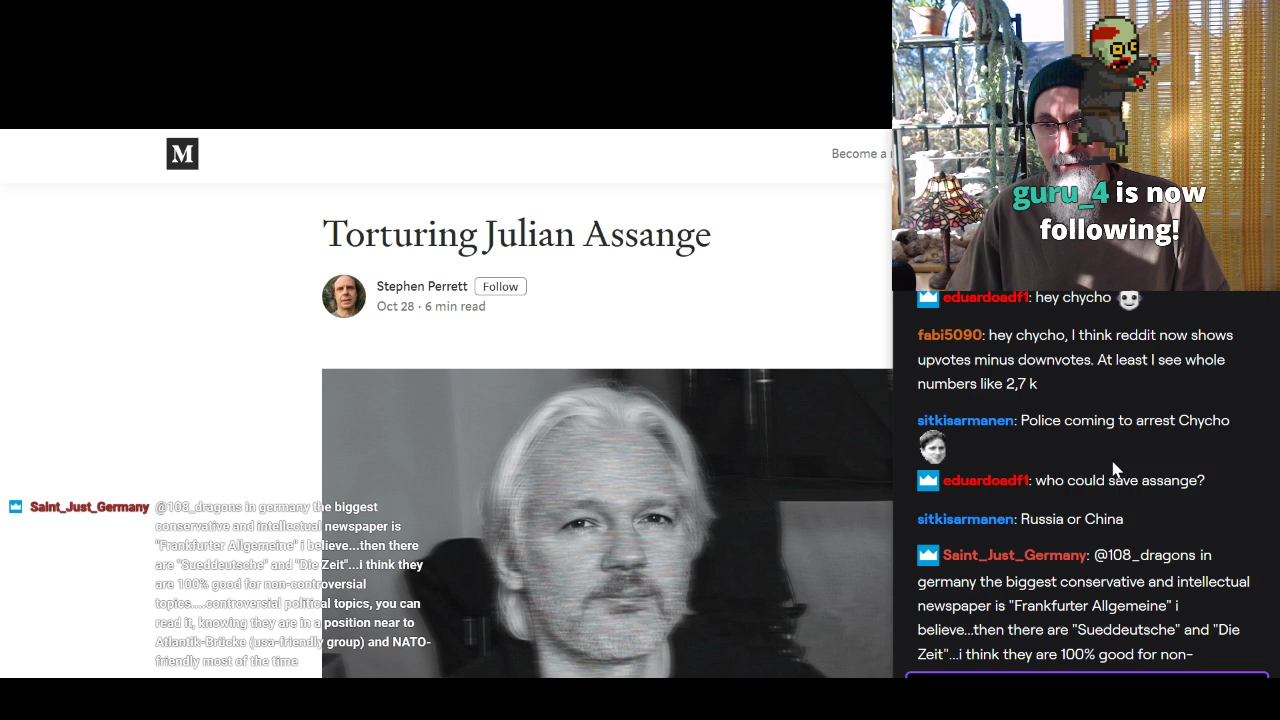 M
Become a
Torturing Julian Assange
Stephen Perrett Follow
Oct 28 · 6 min read
Saint_Just_Germany @108_dragons in germany the biggest
conservative and intellectual newspaper is
"Frankfurter Allgemeine" i believe...then there
are "Sueddeutsche" and "Die Zeit"...i think they
are 100% good for non-controversial
topics....controversial political topics, you can
read it, knowing they are in a position near to
Atlantik-Brücke (usa-friendly group) and NATO-
friendly most of the time
guru_4 is now
following!
eduardoadf1: hey chycho
fabi5090: hey chycho, I think reddit now shows
upvotes minus downvotes. At least I see whole
numbers like 2,7 k
sitkisarmanen: Police coming to arrest Chycho
eduardoadf1: who could save assange?
sitkisarmanen: Russia or China
Saint_Just_Germany: @108_dragons in
germany the biggest conservative and intellectual
newspaper is "Frankfurter Allgemeine" i
believe...then there are "Sueddeutsche" and "Die
Zeit"...i think they are 100% good for non-